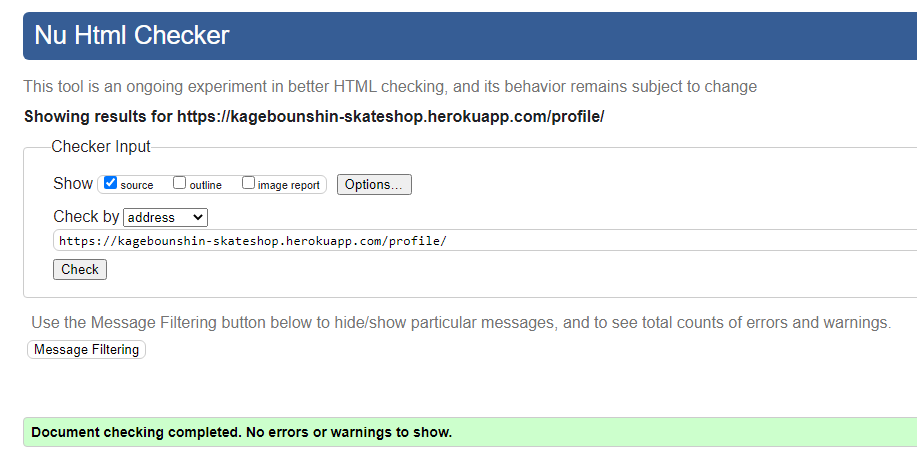 Nu Html Checker
This tool is an ongoing experiment in better HTML checking, and its behavior remains subject to change
Showing results for https://kagebounshin-skateshop.herokuapp.com/profile/
Checker Input
Show source outline image report Options...
Check by address
https://kagebounshin-skateshop.herokuapp.com/profile/
Check
Use the Message Filtering button below to hide/show particular messages, and to see total counts of errors and warnings.
Message Filtering
Document checking completed. No errors or warnings to show.